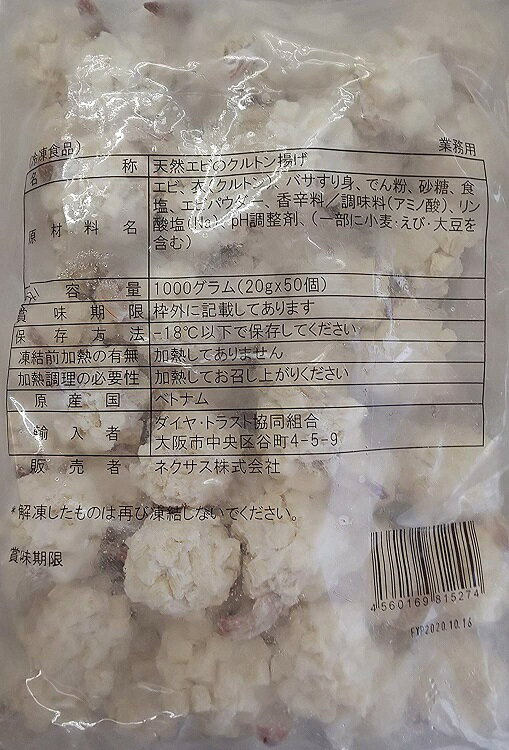 (冷凍食品) 業務用
名 称 天然エビのクルトン揚げ
原 材 料 名 エビ、衣(クルトン)、バサすり身、でん粉、砂糖、食
塩、エビパウダー、香辛料／調味料(アミノ酸)、リン
酸塩(Na)、pH調整剤、(一部に小麦・えび・大豆を
含む)
内 容 量 1000グラム(20gx50個)
賞 味 期 限 枠外に記載してあります
保 存 方 法 -18℃以下で保存してください
凍結前加熱の有無 加熱してありません
加熱調理の必要性 加熱してお召し上がりください
原 産 国 ベトナム
輸 入 者 ダイヤ・トラスト協同組合
大阪市中央区谷町4-5-9
販 売 者 ネクサス株式会社
*解凍したものは再び凍結しないでください。
賞味期限
4 560169 815274
EXP2020.10.16